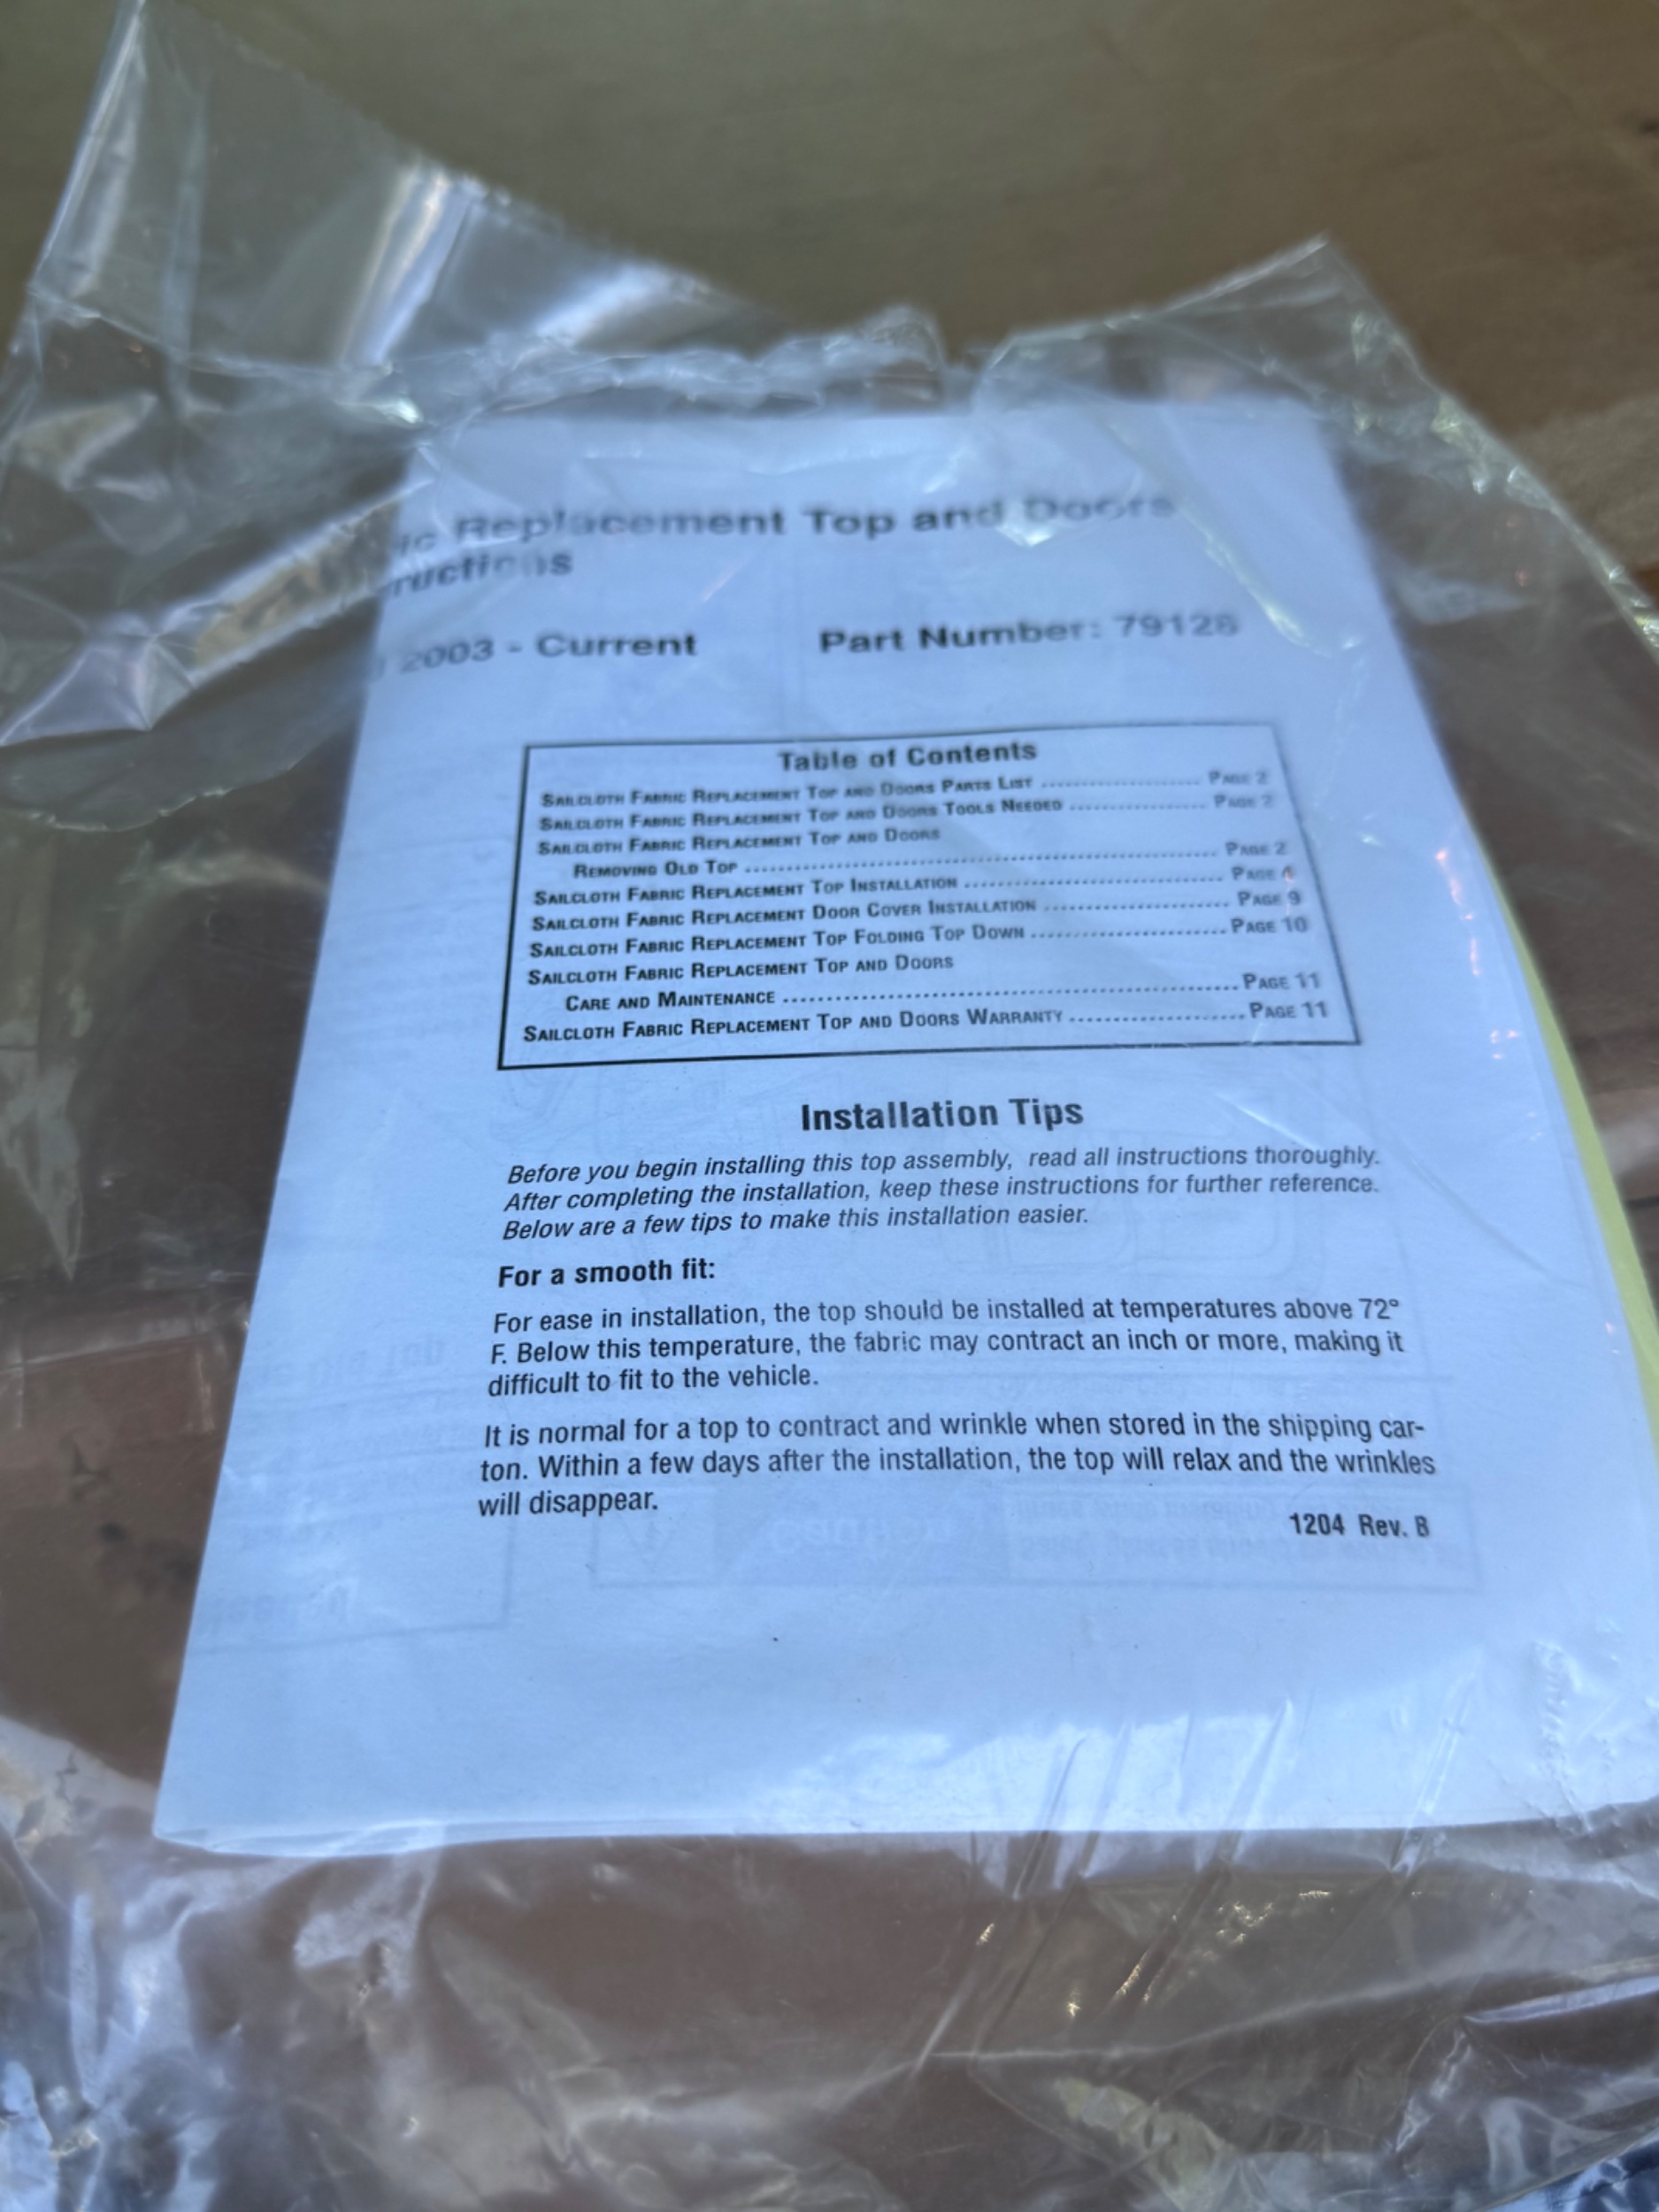 Replacement Top and Doors
2003 - Current
Part Number: 79128
Table of Contents
SAILCLOTH FABRIC REPLACEMENT TOP AND DOORS PARTS LIST .................... PAGE 2
SAILCLOTH FABRIC REPLACEMENT TOP AND DOORS TOOLS NEEDED ................. PAGE 2
SAILCLOTH FABRIC REPLACEMENT TOP AND DOORS
REMOVING OLD TOP ........................................................... PAGE 2
SAILCLOTH FABRIC REPLACEMENT TOP INSTALLATION ................................ PAGE 4
SAILCLOTH FABRIC REPLACEMENT DOOR COVER INSTALLATION ...................... PAGE 9
SAILCLOTH FABRIC REPLACEMENT TOP FOLDING TOP DOWN ........................ PAGE 10
SAILCLOTH FABRIC REPLACEMENT TOP AND DOORS
CARE AND MAINTENANCE ...................................................... PAGE 11
SAILCLOTH FABRIC REPLACEMENT TOP AND DOORS WARRANTY .................... PAGE 11
Installation Tips
Before you begin installing this top assembly, read all instructions thoroughly.
After completing the installation, keep these instructions for further reference.
Below are a few tips to make this installation easier.
For a smooth fit:
For ease in installation, the top should be installed at temperatures above 72°
F. Below this temperature, the fabric may contract an inch or more, making it
difficult to fit to the vehicle.
It is normal for a top to contract and wrinkle when stored in the shipping car-
ton. Within a few days after the installation, the top will relax and the wrinkles
will disappear.
1204 Rev. B